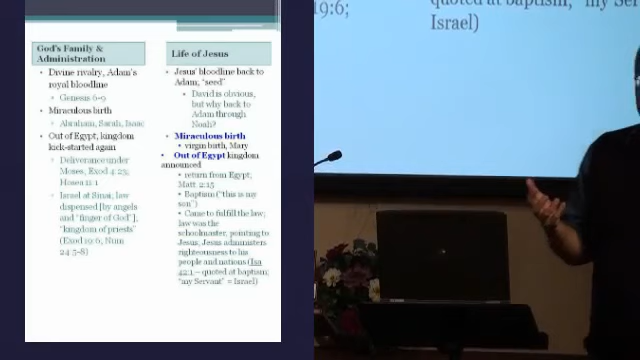 God's Family &
Administration
• Divine rivalry, Adam's
royal bloodline
• Genesis 6-9
• Miraculous birth
• Abraham, Sarah, Isaac
• Out of Egypt, kingdom
kick-started again
• Deliverance under
Moses, Exod 4:23;
Hosea 11:1
• Israel at Sinai; law
dispensed [by angels
and "finger of God"];
"kingdom of priests"
(Exod 19:6; Num
24:5-8)
Life of Jesus
• Jesus' bloodline back to
Adam; "seed"
• David is obvious,
but why back to
Adam through
Noah?
• Miraculous birth
• virgin birth, Mary
• Out of Egypt kingdom
announced
• return from Egypt;
Matt 2:15
• Baptism ("this is my
son")
• Came to fulfill the law;
law was the
schoolmaster, pointing to
Jesus; Jesus administers
righteousness to his
people and nations (Isa
42:1 – quoted at baptism;
"my Servant" = Israel)
19:6;
quoted at baptism; "my
Israel)